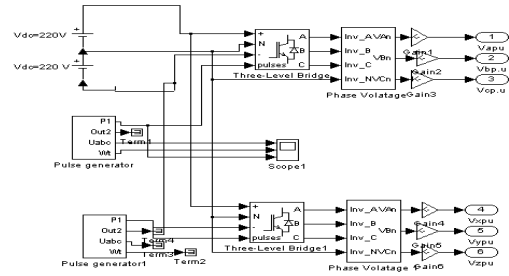 Vdc=220V
+
Vdc=220 V
+
+
N
-
pulses
A
B
C
Three-Level Bridge
Inv_A VAn
Inv_B
VBn
Inv_C
Inv_N VCn
Phase Volatage
Gain1
Gain2
Gain3
1
Vapu
2
Vbp.u
3
Vcp.u
P1
Out2
Uabc
Wt
Pulse generator
Term1
Scope1
P1
Out2
Uabc
Wt
Pulse generator1
Term4
Term3
Term2
+
N
-
pulses
A
B
C
Three-Level Bridge1
Inv_A VAn
Inv_B
VBn
Inv_C
Inv_N VCn
Phase Volatage
Gain4
Gain5
Gain6
4
Vxpu
5
Vypu
6
Vzpu